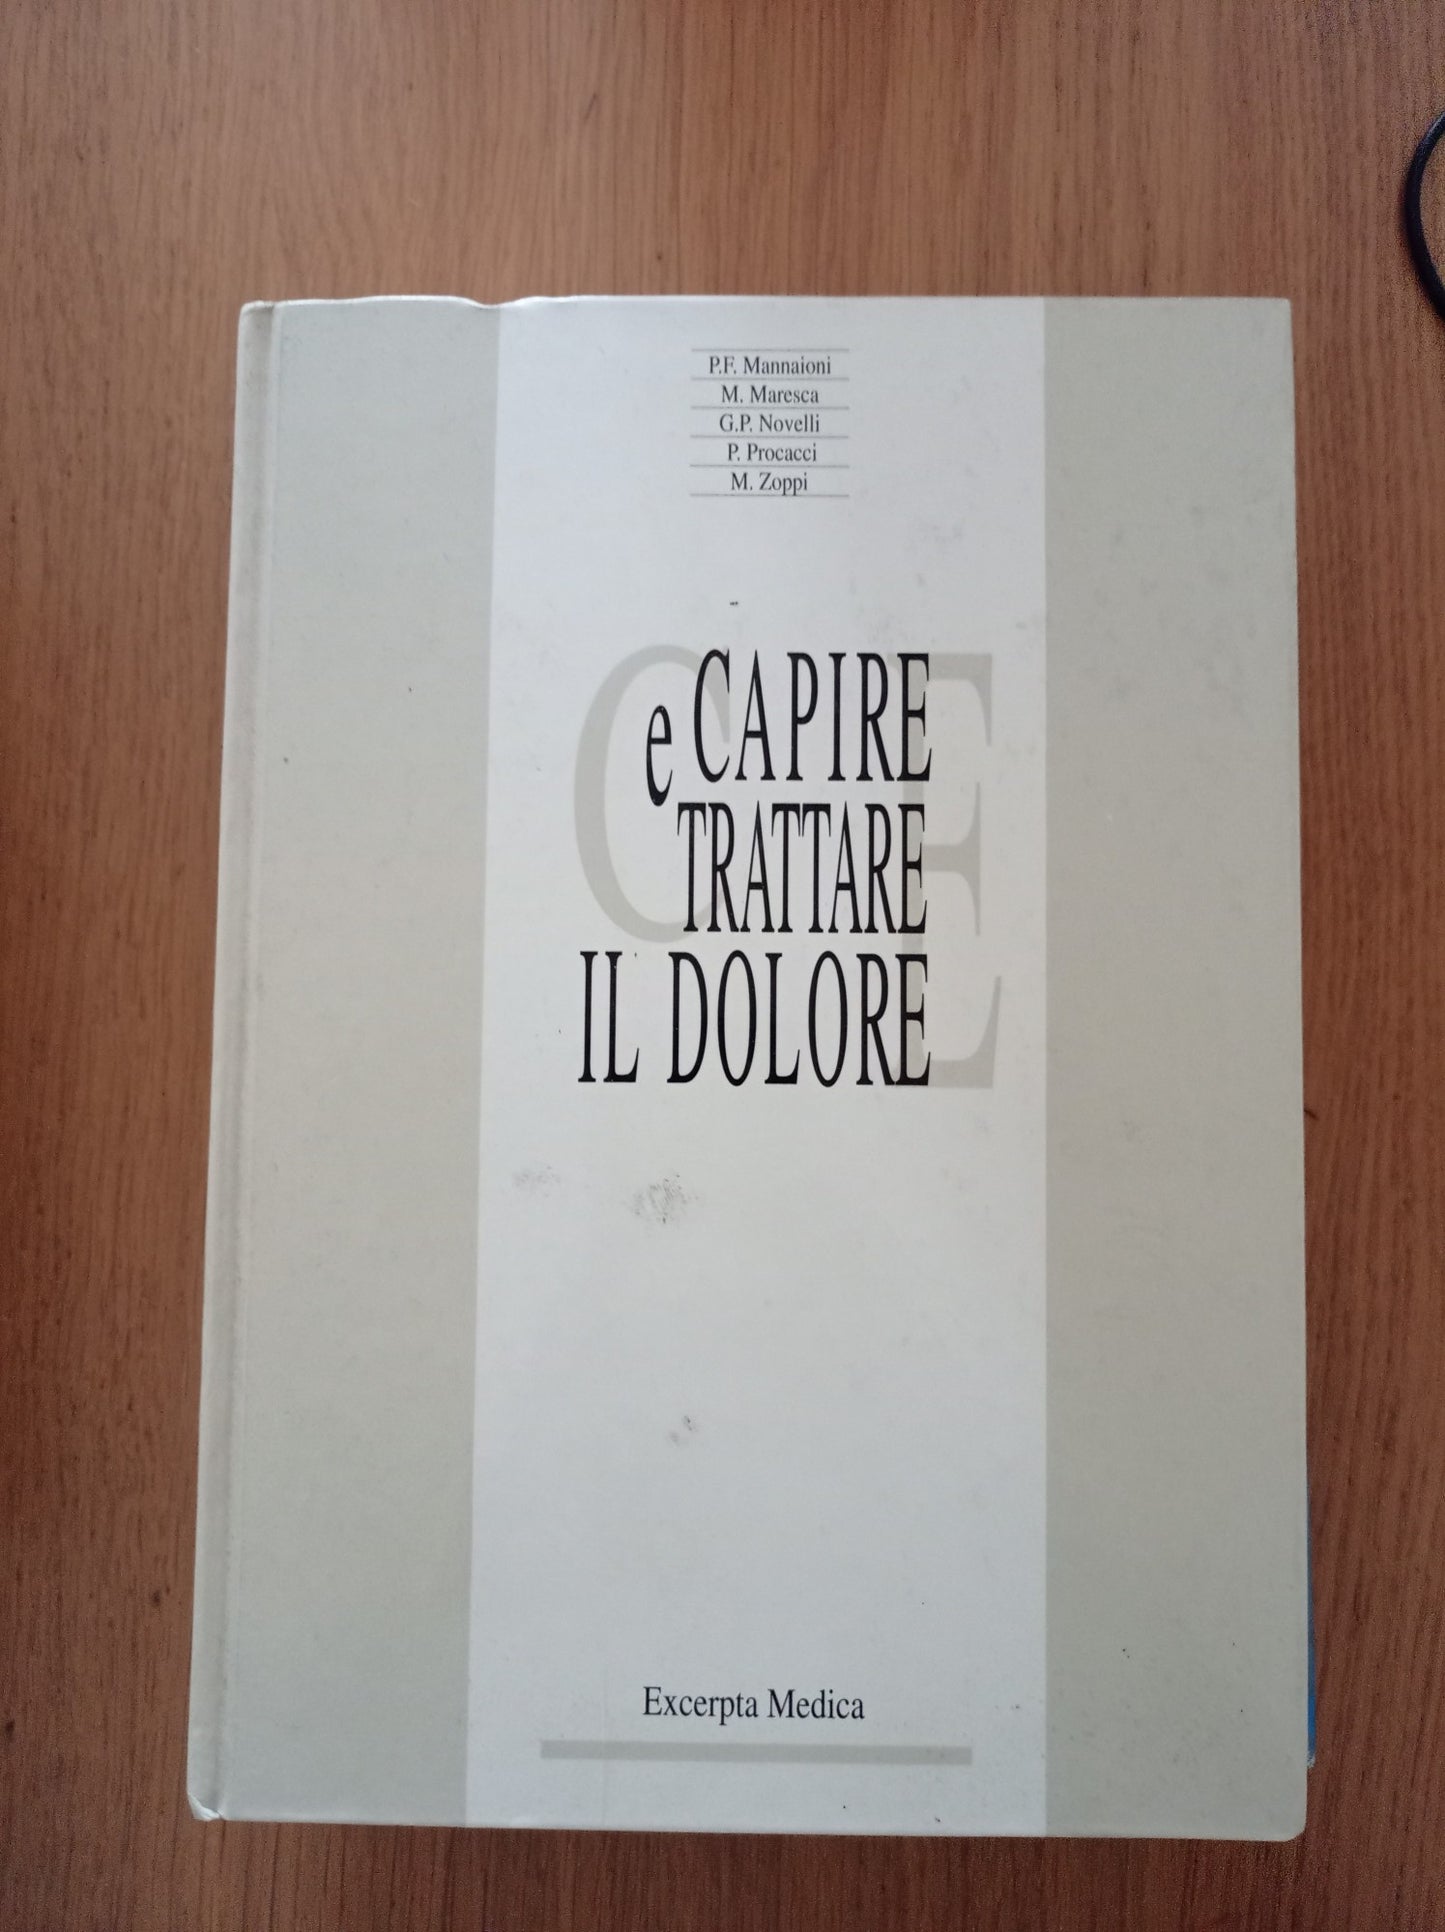 P.F. Mannaioni
M. Maresca
G.P. Novelli
P. Procacci
M. Zoppi
C E
e CAPIRE
TRATTARE
IL DOLORE
Excerpta Medica